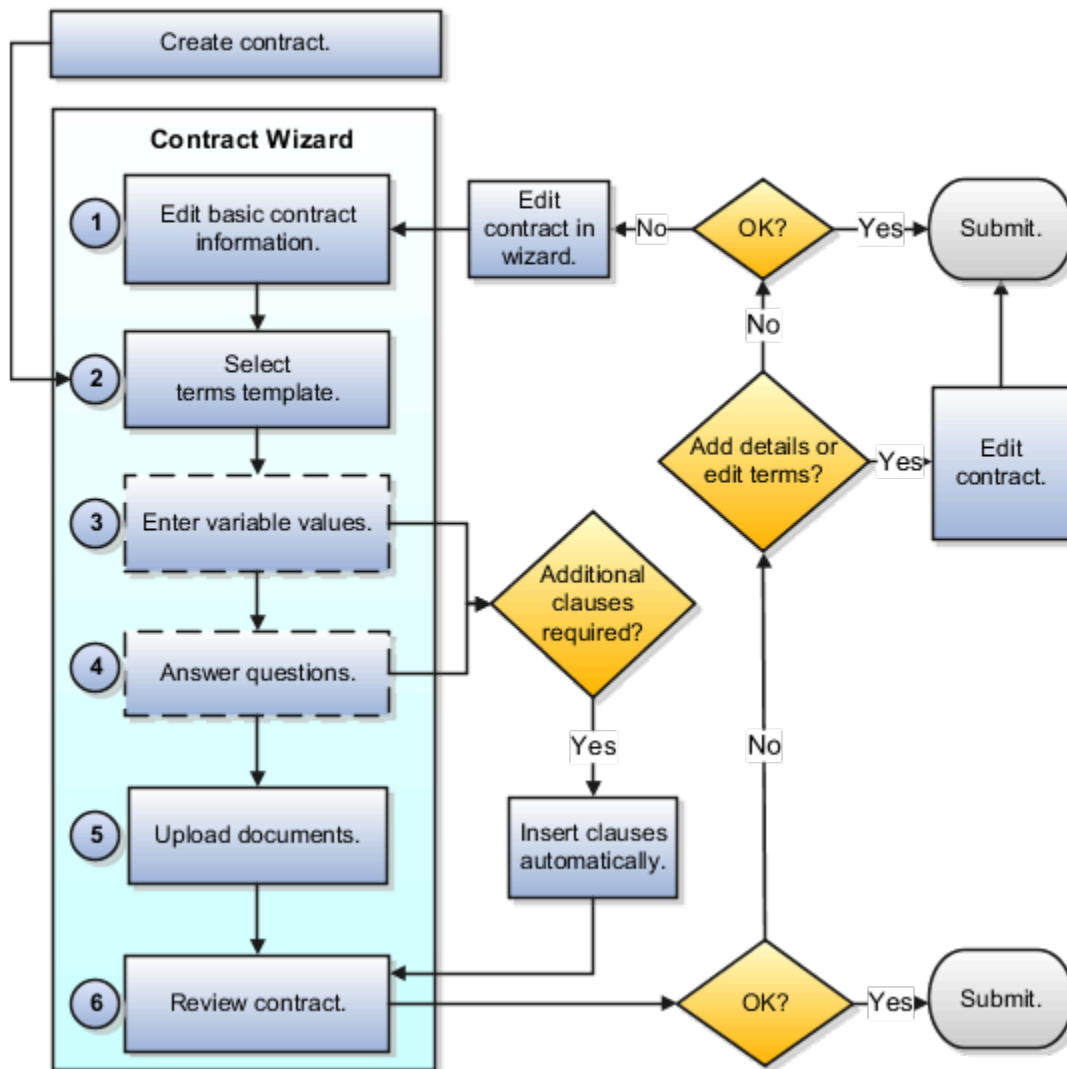 Create contract.
Contract Wizard
1
Edit basic contract
information.
Edit
contract in
wizard.
No
OK?
Yes
Submit.
No
2
Select
terms template.
Add details or
edit terms?
Yes
Edit
contract.
3
Enter variable values.
Additional
clauses
required?
4
Answer questions.
Yes
No
5
Upload documents.
Insert clauses
automatically.
6
Review contract.
OK?
Yes
Submit.